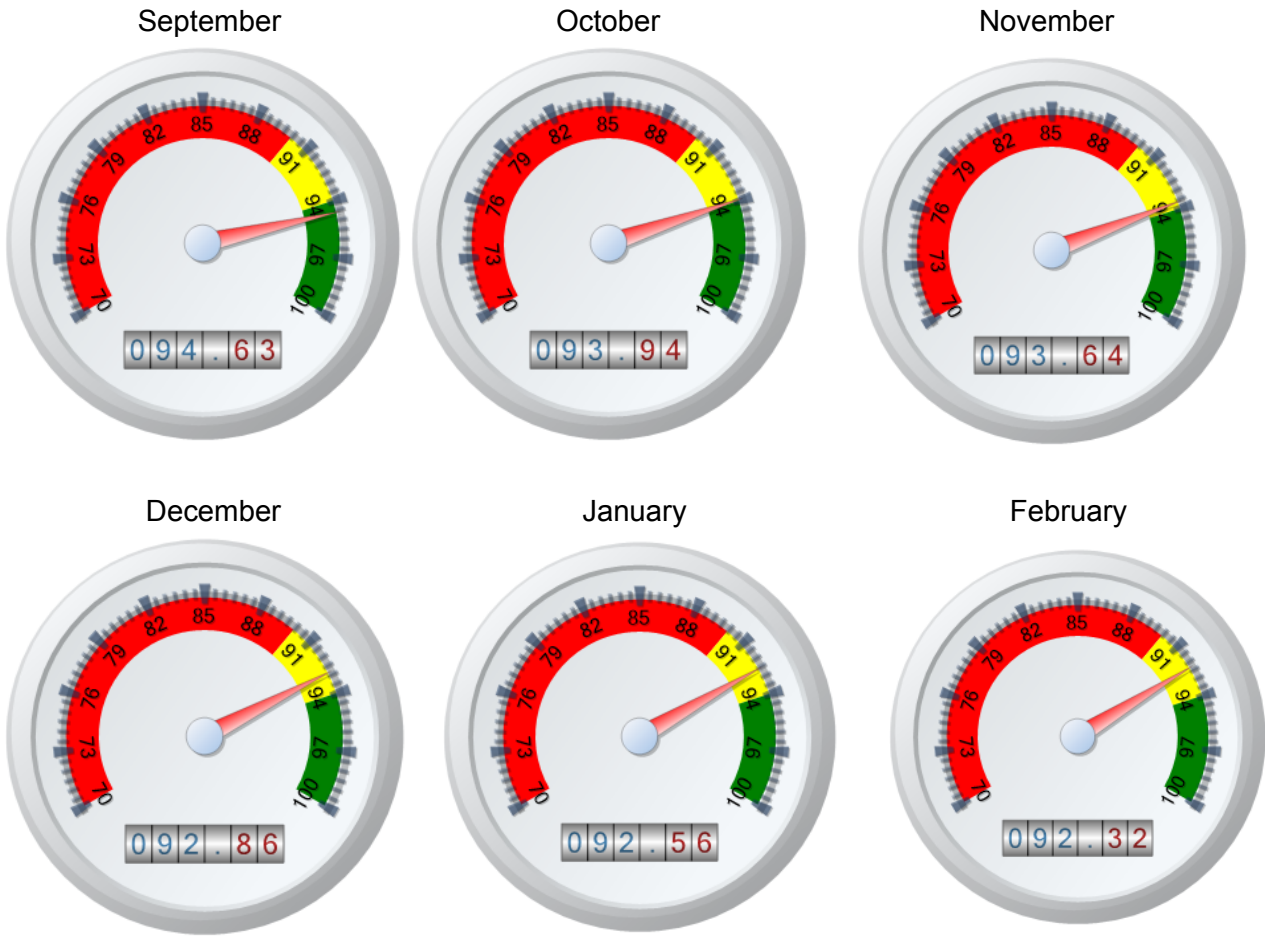 September
70 73 76 79 82 85 88 91 94 97 100
094.63
October
70 73 76 79 82 85 88 91 94 97 100
093.94
November
70 73 76 79 82 85 88 91 94 97 100
093.64
December
70 73 76 79 82 85 88 91 94 97 100
092.86
January
70 73 76 79 82 85 88 91 94 97 100
092.56
February
70 73 76 79 82 85 88 91 94 97 100
092.32